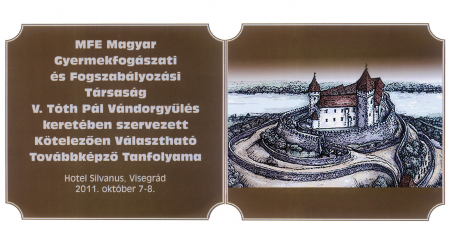 MFE Magyar
Gyermekfogászati
és Fogszabályozási
Társaság
V. Tóth Pál Vándorgyűlés
keretében szervezett
Kötelezően Választható
Továbbképző Tanfolyama
Hotel Silvanus, Visegrád
2011. október 7-8.